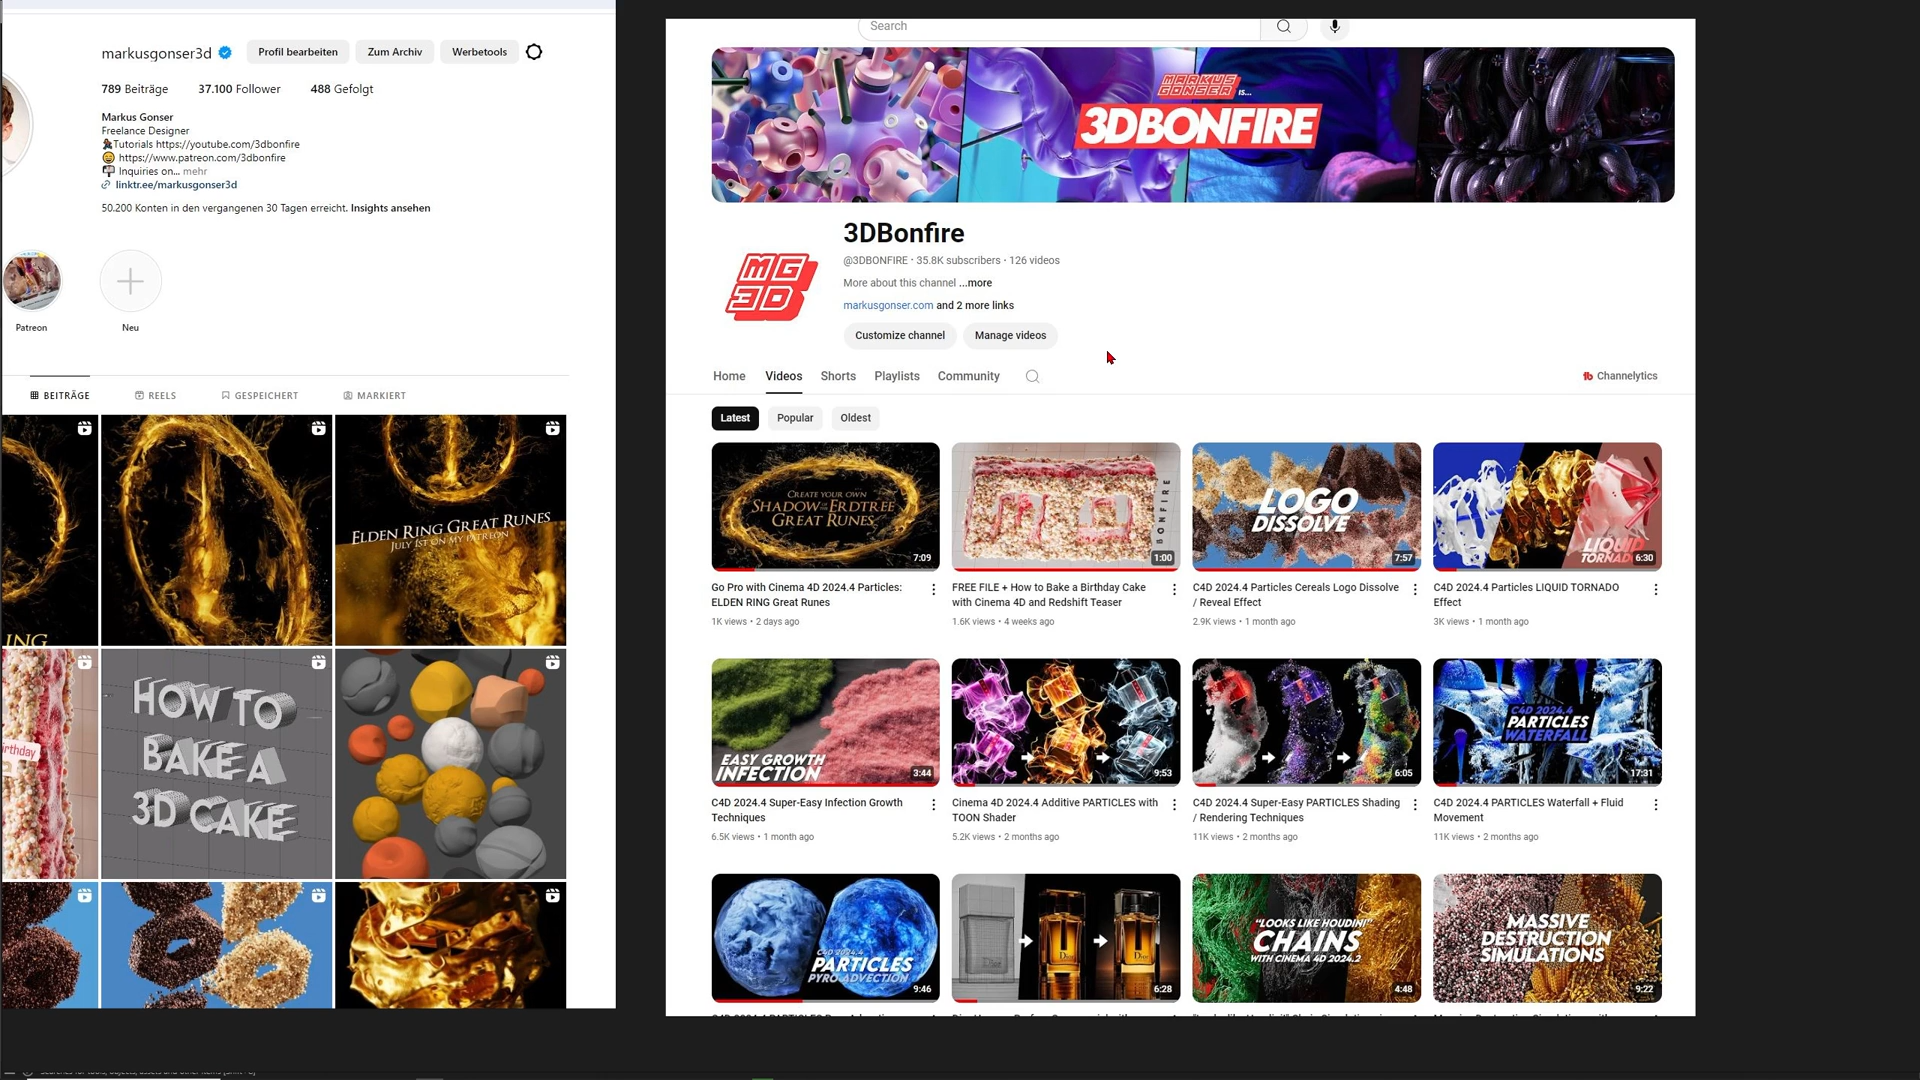 markusgonser3d
Profil bearbeiten
Zum Archiv
Werbetools
789 Beiträge
37.100 Follower
488 Gefolgt
Markus Gonser
Freelance Designer
Tutorials https://youtube.com/3dbonfire
https://www.patreon.com/3dbonfire
Inquiries on... mehr
linktr.ee/markusgonser3d
50.200 Konten in den vergangenen 30 Tagen erreicht. Insights ansehen
Patreon
Neu
BEITRÄGE
REELS
GESPEICHERT
MARKIERT
ELDEN RING GREAT RUNES
JULY 1ST ON MY PATREON
ING
irthday
HOW TO
BAKE A
3D CAKE
Search
MARKUS
GONSER IS...
3DBONFIRE
MG
3D
3DBonfire
@3DBONFIRE • 35.8K subscribers • 126 videos
More about this channel ...more
markusgonser.com and 2 more links
Customize channel
Manage videos
Home
Videos
Shorts
Playlists
Community
Channelytics
Latest
Popular
Oldest
CREATE YOUR OWN
SHADOW OF THE ERDTREE
GREAT RUNES
7:09
BONFIRE
1:00
LOGO
DISSOLVE
7:57
LIQUID
TORNADO
6:30
Go Pro with Cinema 4D 2024.4 Particles:
ELDEN RING Great Runes
1K views • 2 days ago
FREE FILE + How to Bake a Birthday Cake
with Cinema 4D and Redshift Teaser
1.6K views • 4 weeks ago
C4D 2024.4 Particles Cereals Logo Dissolve
/ Reveal Effect
2.9K views • 1 month ago
C4D 2024.4 Particles LIQUID TORNADO
Effect
3K views • 1 month ago
EASY GROWTH
INFECTION
3:44
9:53
6:05
C4D 2024.4
PARTICLES
WATERFALL
17:31
C4D 2024.4 Super-Easy Infection Growth
Techniques
6.5K views • 1 month ago
Cinema 4D 2024.4 Additive PARTICLES with
TOON Shader
5.2K views • 2 months ago
C4D 2024.4 Super-Easy PARTICLES Shading
/ Rendering Techniques
11K views • 2 months ago
C4D 2024.4 PARTICLES Waterfall + Fluid
Movement
11K views • 2 months ago
C4D 2024.4
PARTICLES
PYRO ADVECTION
9:46
Dior
Dior
6:28
"LOOKS LIKE HOUDINI"
CHAINS
WITH CINEMA 4D 2024.2
4:48
MASSIVE
DESTRUCTION
SIMULATIONS
9:22